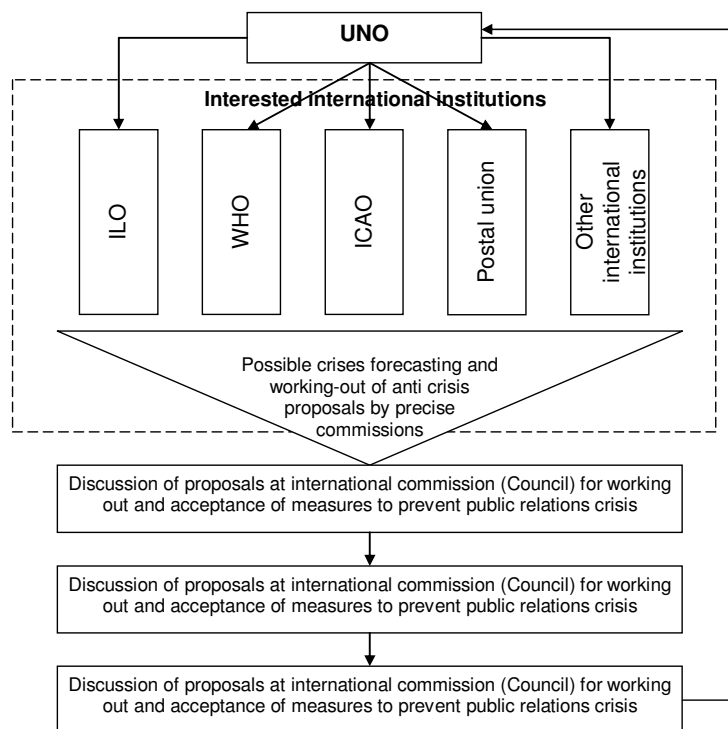 UNO
Interested international institutions
ILO
WHO
ICAO
Postal union
Other
international
institutions
Possible crises forecasting and
working-out of anti crisis
proposals by precise
commissions
Discussion of proposals at international commission (Council) for working
out and acceptance of measures to prevent public relations crisis
Discussion of proposals at international commission (Council) for working
out and acceptance of measures to prevent public relations crisis
Discussion of proposals at international commission (Council) for working
out and acceptance of measures to prevent public relations crisis